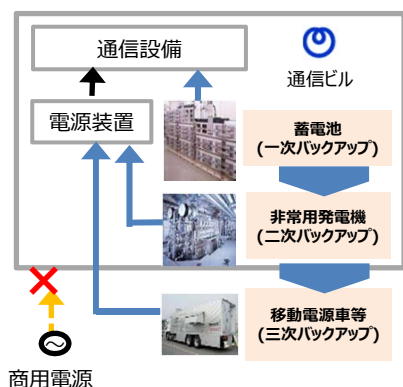 通信設備
通信ビル
電源装置
蓄電池
(一次バックアップ)
非常用発電機
(二次バックアップ)
移動電源車等
(三次バックアップ)
商用電源